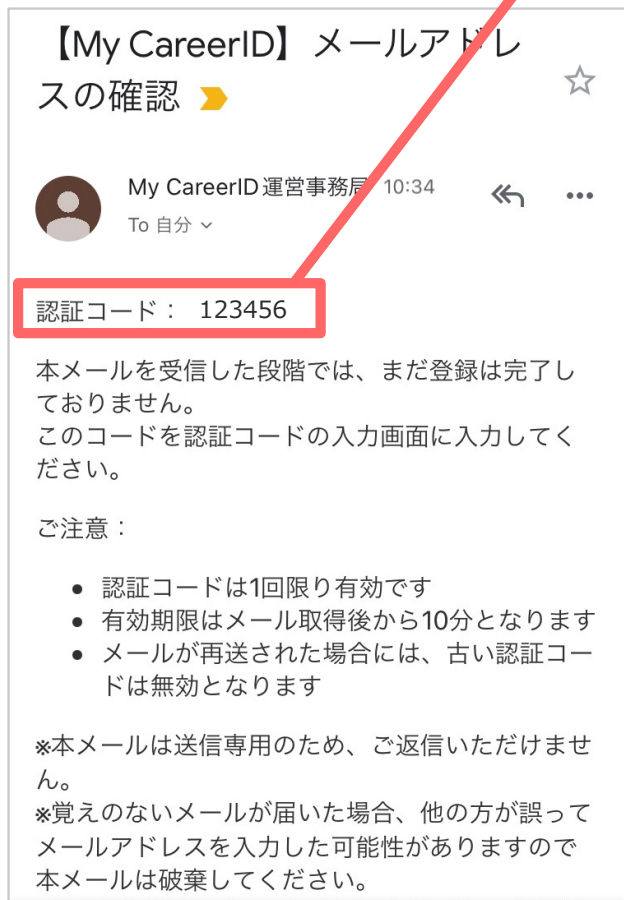 【My CareerID】メールアドレ
スの確認
My CareerID運営事務局 10:34
To 自分
認証コード： 123456
本メールを受信した段階では、まだ登録は完了し
ておりません。
このコードを認証コードの入力画面に入力してく
ださい。
ご注意：
• 認証コードは1回限り有効です
• 有効期限はメール取得後から10分となります
• メールが再送された場合には、古い認証コー
ドは無効となります
※本メールは送信専用のため、ご返信いただけませ
ん。
※覚えのないメールが届いた場合、他の方が誤って
メールアドレスを入力した可能性がありますので
本メールは破棄してください。